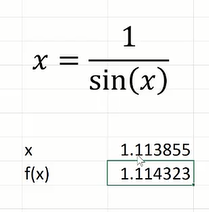 x = 1 / sin(x)
x 1.113855
f(x) 1.114323